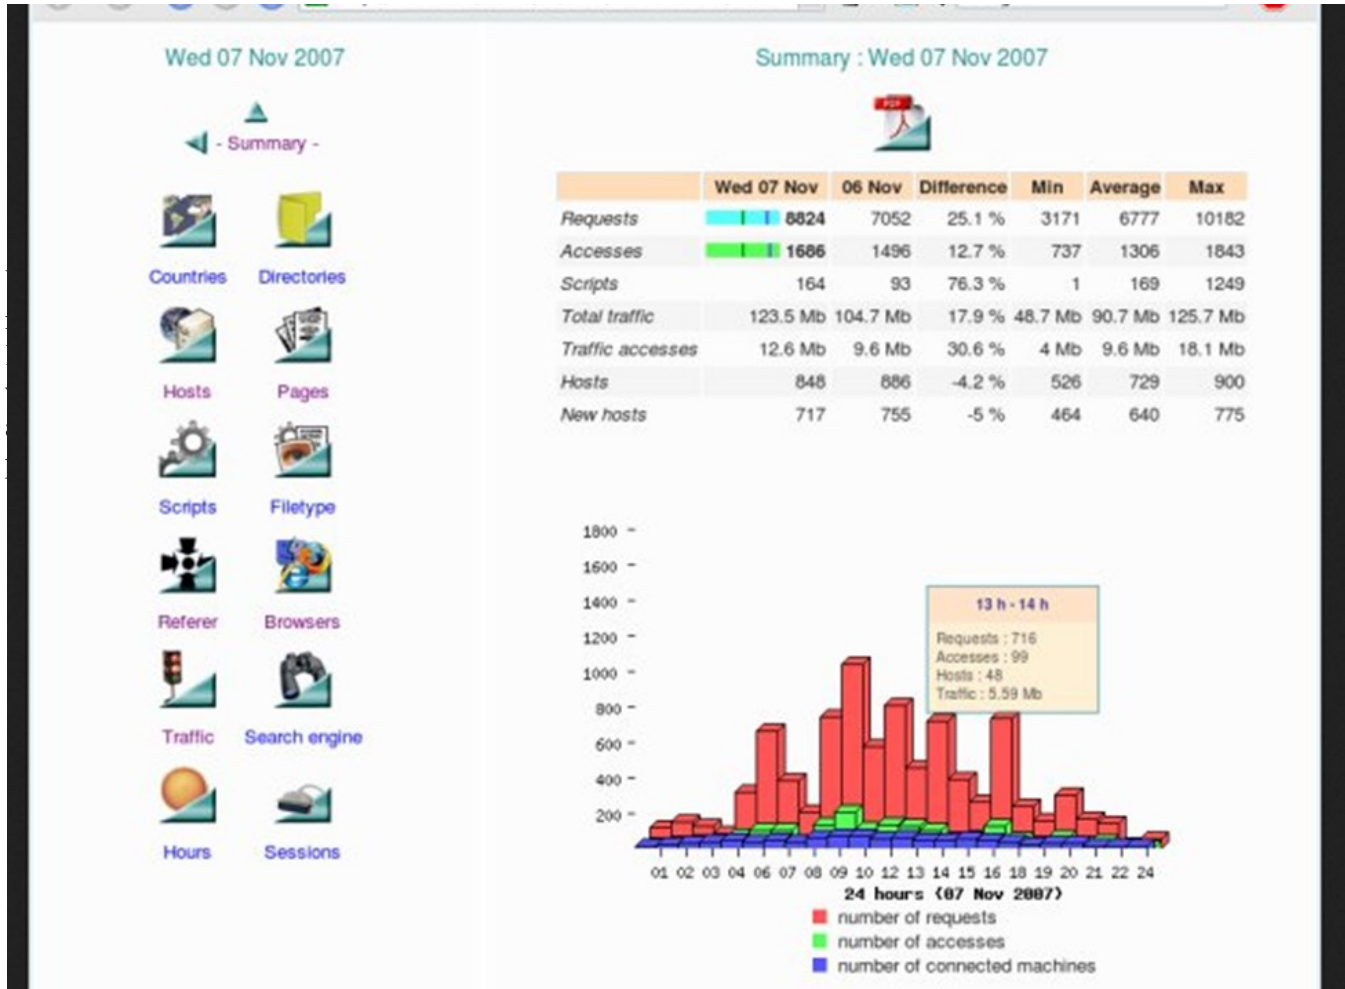 Wed 07 Nov 2007
- Summary -
Countries Directories
Hosts Pages
Scripts Filetype
Referer Browsers
Traffic Search engine
Hours Sessions
Summary : Wed 07 Nov 2007
PDF
Wed 07 Nov 06 Nov Difference Min Average Max
Requests 8824 7052 25.1 % 3171 6777 10182
Accesses 1686 1496 12.7 % 737 1306 1843
Scripts 164 93 76.3 % 1 169 1249
Total traffic 123.5 Mb 104.7 Mb 17.9 % 48.7 Mb 90.7 Mb 125.7 Mb
Traffic accesses 12.6 Mb 9.6 Mb 30.6 % 4 Mb 9.6 Mb 18.1 Mb
Hosts 848 886 -4.2 % 526 729 900
New hosts 717 755 -5 % 464 640 775
1800
1600
1400
1200
1000
800
600
400
200
13 h - 14 h
Requests : 716
Accesses : 99
Hosts : 48
Traffic : 5.59 Mb
01 02 03 04 06 07 08 09 10 12 13 14 15 16 18 19 20 21 22 24
24 hours (07 Nov 2007)
number of requests
number of accesses
number of connected machines